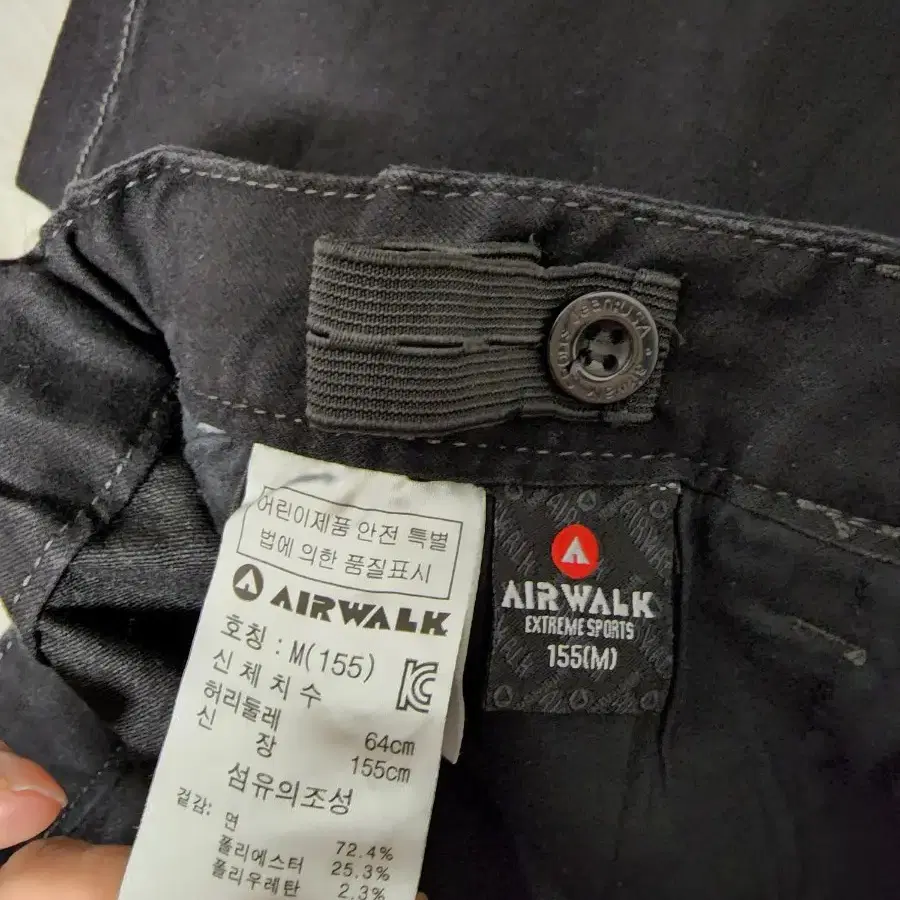 어린이제품 안전 특별
법에 의한 품질표시
AIRWALK
호칭 : M(155)
신 체 치 수
허리둘레 64cm
신 장 155cm
섬유의조성
겉감: 면 72.4%
폴리에스터 25.3%
폴리우레탄 2.3%
AIRWALK
EXTREME SPORTS
155(M)